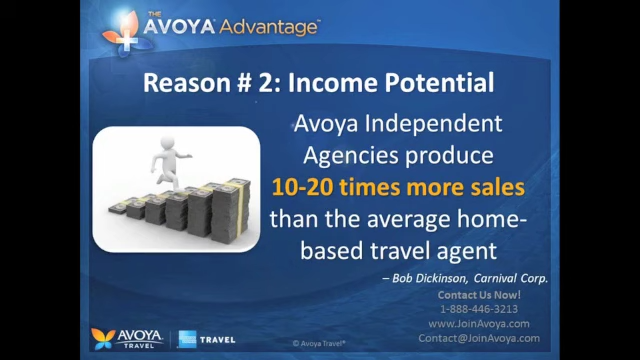 THE
AVOYA Advantage™
Reason # 2: Income Potential
Avoya Independent
Agencies produce
10-20 times more sales
than the average home-
based travel agent
– Bob Dickinson, Carnival Corp.
Contact Us Now!
1-888-446-3213
www.JoinAvoya.com
Contact@JoinAvoya.com
AVOYA
TRAVEL
TRAVEL
© Avoya Travel®